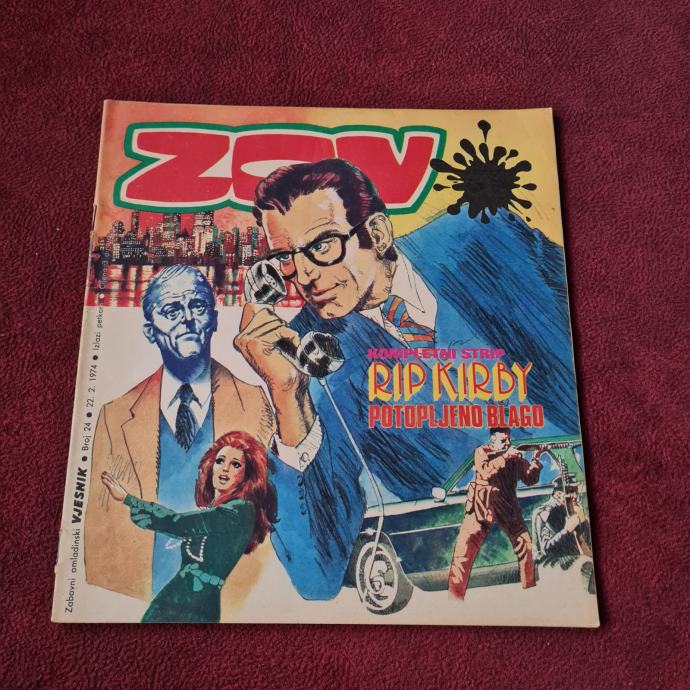 ZOV
KOMPLETNI STRIP
RIP KIRBY
POTOPLJENO BLAGO
Zabavni omladinski VJESNIK ● Broj 24 ● 22. 2. 1974 ● Izlazi petkom ●